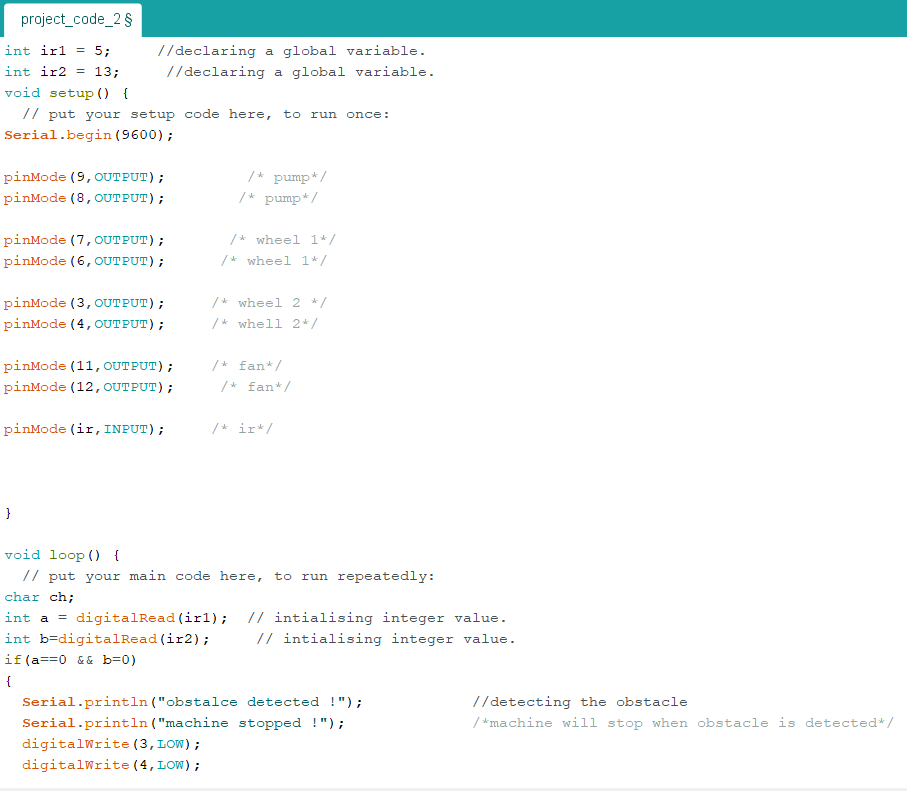 project_code_2 §
int ir1 = 5;     //declaring a global variable.
int ir2 = 13;     //declaring a global variable.
void setup() {
  // put your setup code here, to run once:
Serial.begin(9600);
pinMode(9,OUTPUT);         /* pump*/
pinMode(8,OUTPUT);        /* pump*/
pinMode(7,OUTPUT);       /* wheel 1*/
pinMode(6,OUTPUT);      /* wheel 1*/
pinMode(3,OUTPUT);     /* wheel 2 */
pinMode(4,OUTPUT);     /* whell 2*/
pinMode(11,OUTPUT);    /* fan*/
pinMode(12,OUTPUT);     /* fan*/
pinMode(ir,INPUT);     /* ir*/
}
void loop() {
  // put your main code here, to run repeatedly:
char ch;
int a = digitalRead(ir1);  // intialising integer value.
int b=digitalRead(ir2);     // intialising integer value.
if(a==0 && b=0)
{
  Serial.println("obstalce detected !");            //detecting the obstacle
  Serial.println("machine stopped !");              /*machine will stop when obstacle is detected*/
  digitalWrite(3,LOW);
  digitalWrite(4,LOW);